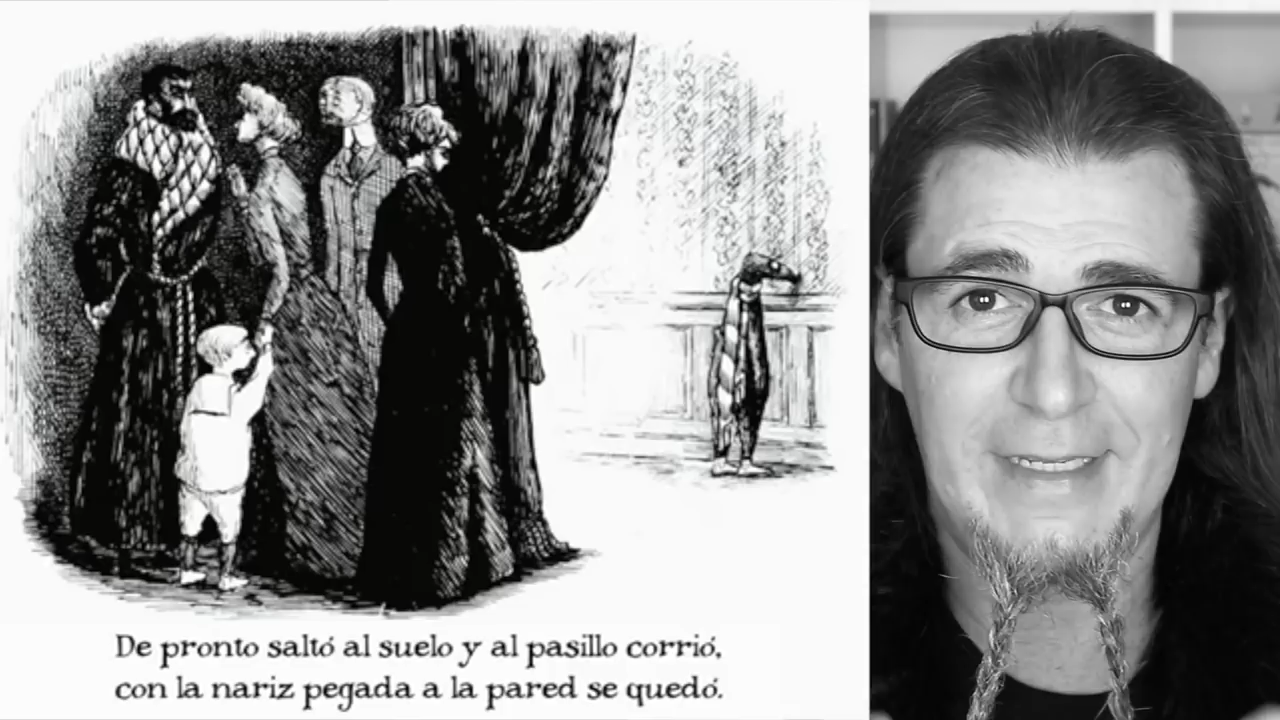 De pronto saltó al suelo y al pasillo corrió,
con la nariz pegada a la pared se quedó.